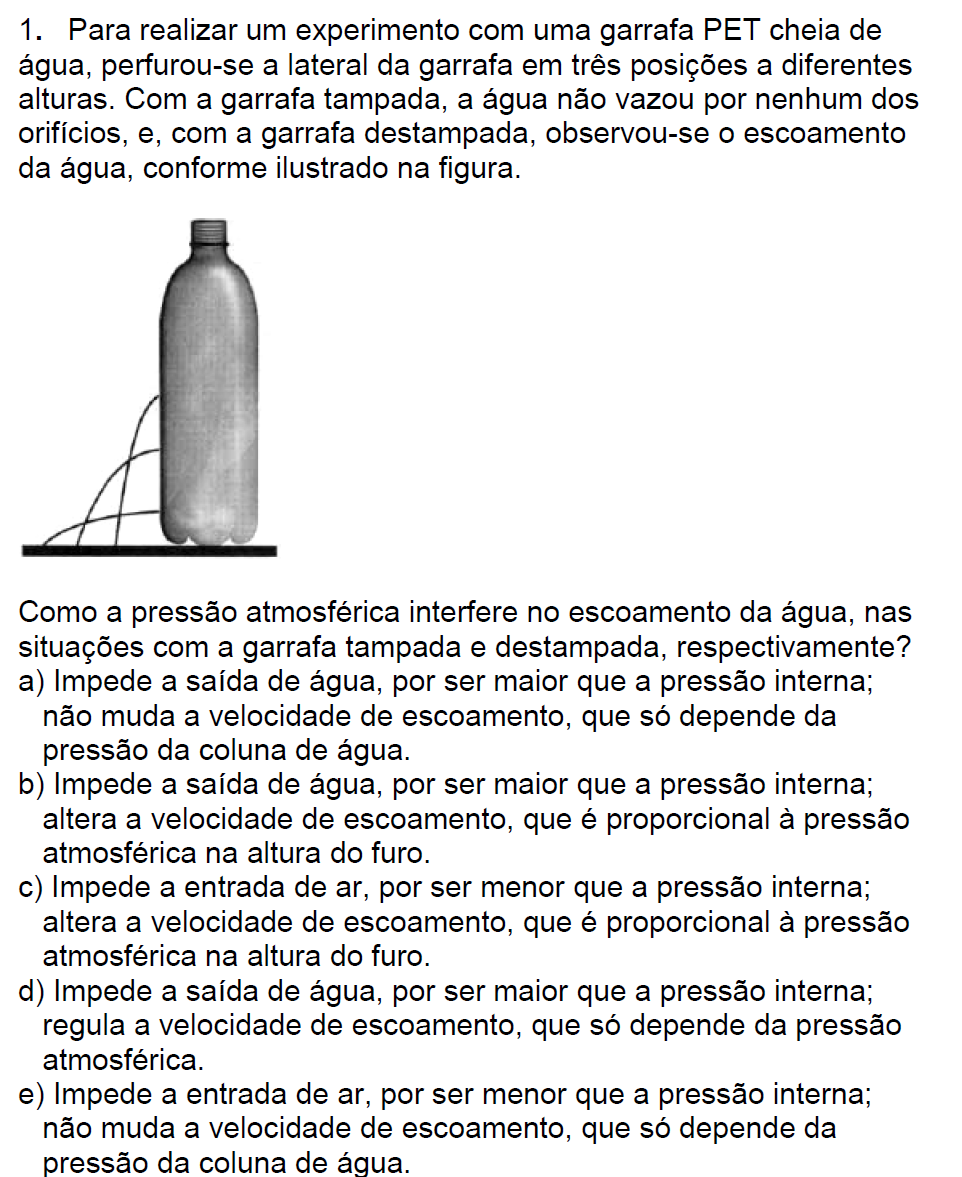 1. Para realizar um experimento com uma garrafa PET cheia de
água, perfurou-se a lateral da garrafa em três posições a diferentes
alturas. Com a garrafa tampada, a água não vazou por nenhum dos
orifícios, e, com a garrafa destampada, observou-se o escoamento
da água, conforme ilustrado na figura.
Como a pressão atmosférica interfere no escoamento da água, nas
situações com a garrafa tampada e destampada, respectivamente?
a) Impede a saída de água, por ser maior que a pressão interna;
não muda a velocidade de escoamento, que só depende da
pressão da coluna de água.
b) Impede a saída de água, por ser maior que a pressão interna;
altera a velocidade de escoamento, que é proporcional à pressão
atmosférica na altura do furo.
c) Impede a entrada de ar, por ser menor que a pressão interna;
altera a velocidade de escoamento, que é proporcional à pressão
atmosférica na altura do furo.
d) Impede a saída de água, por ser maior que a pressão interna;
regula a velocidade de escoamento, que só depende da pressão
atmosférica.
e) Impede a entrada de ar, por ser menor que a pressão interna;
não muda a velocidade de escoamento, que só depende da
pressão da coluna de água.